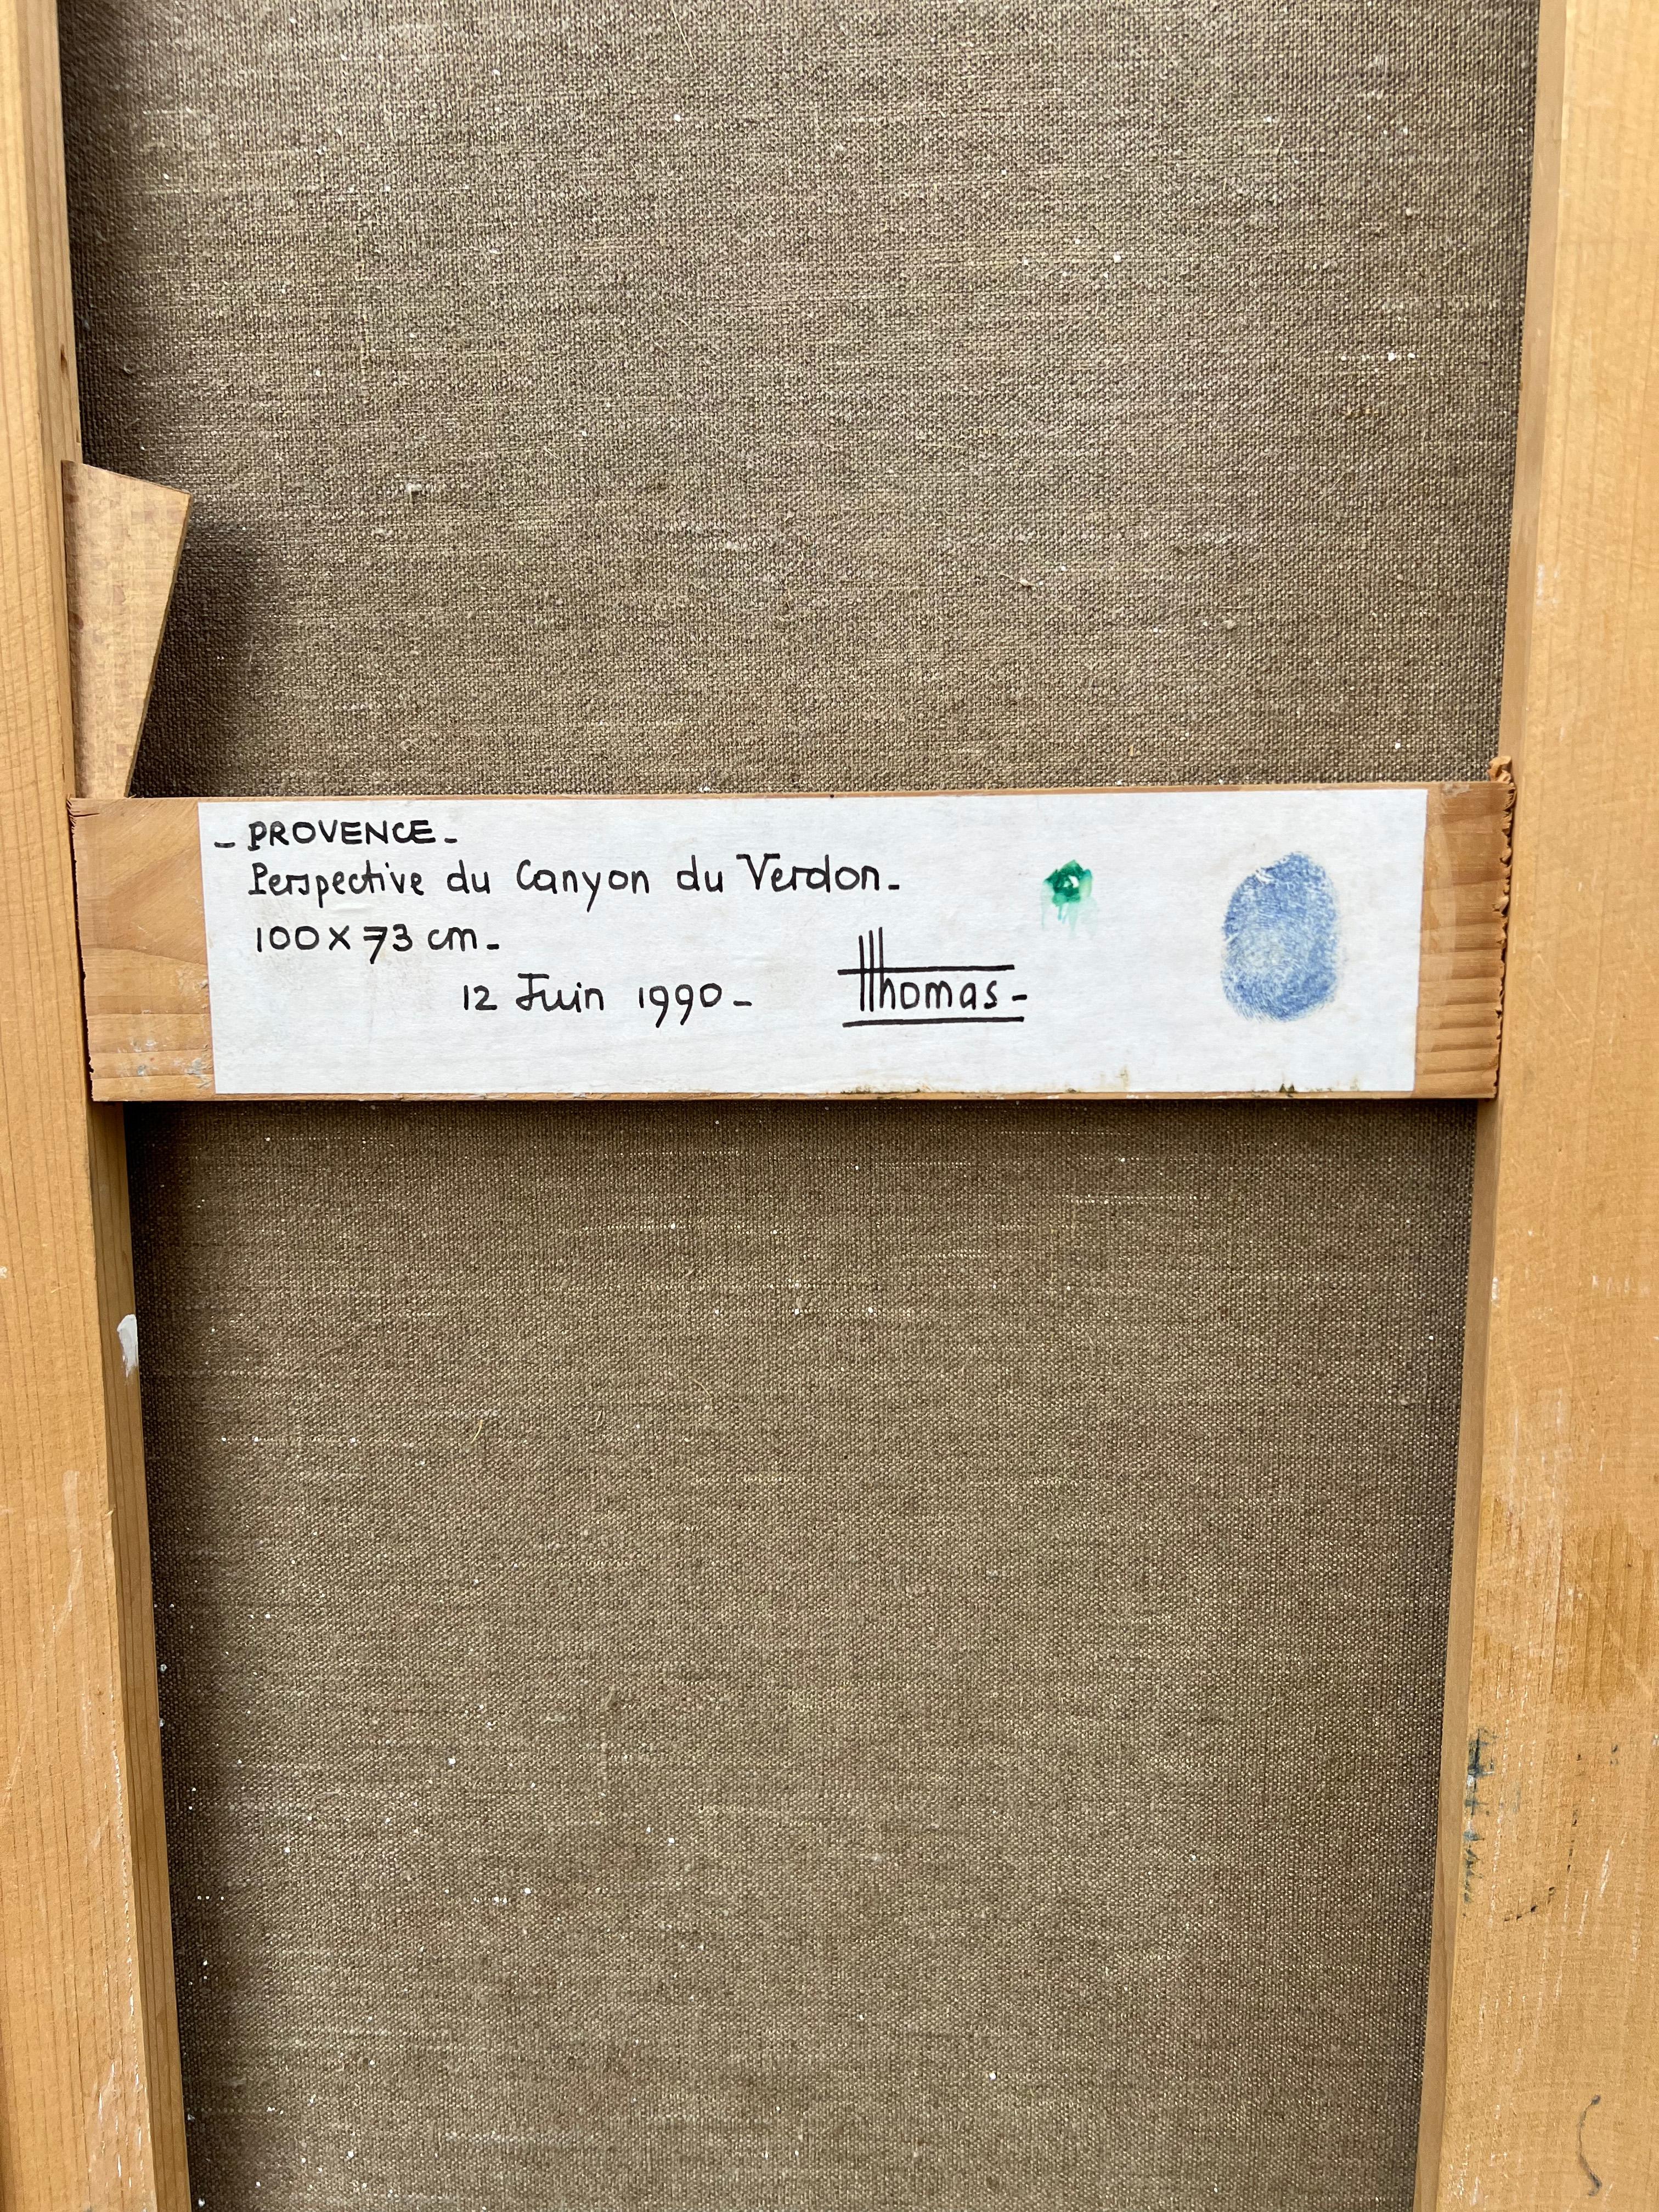 - PROVENCE -
Perspective du Canyon du Verdon -
100 x 73 cm -
12 Juin 1990 - Thomas -